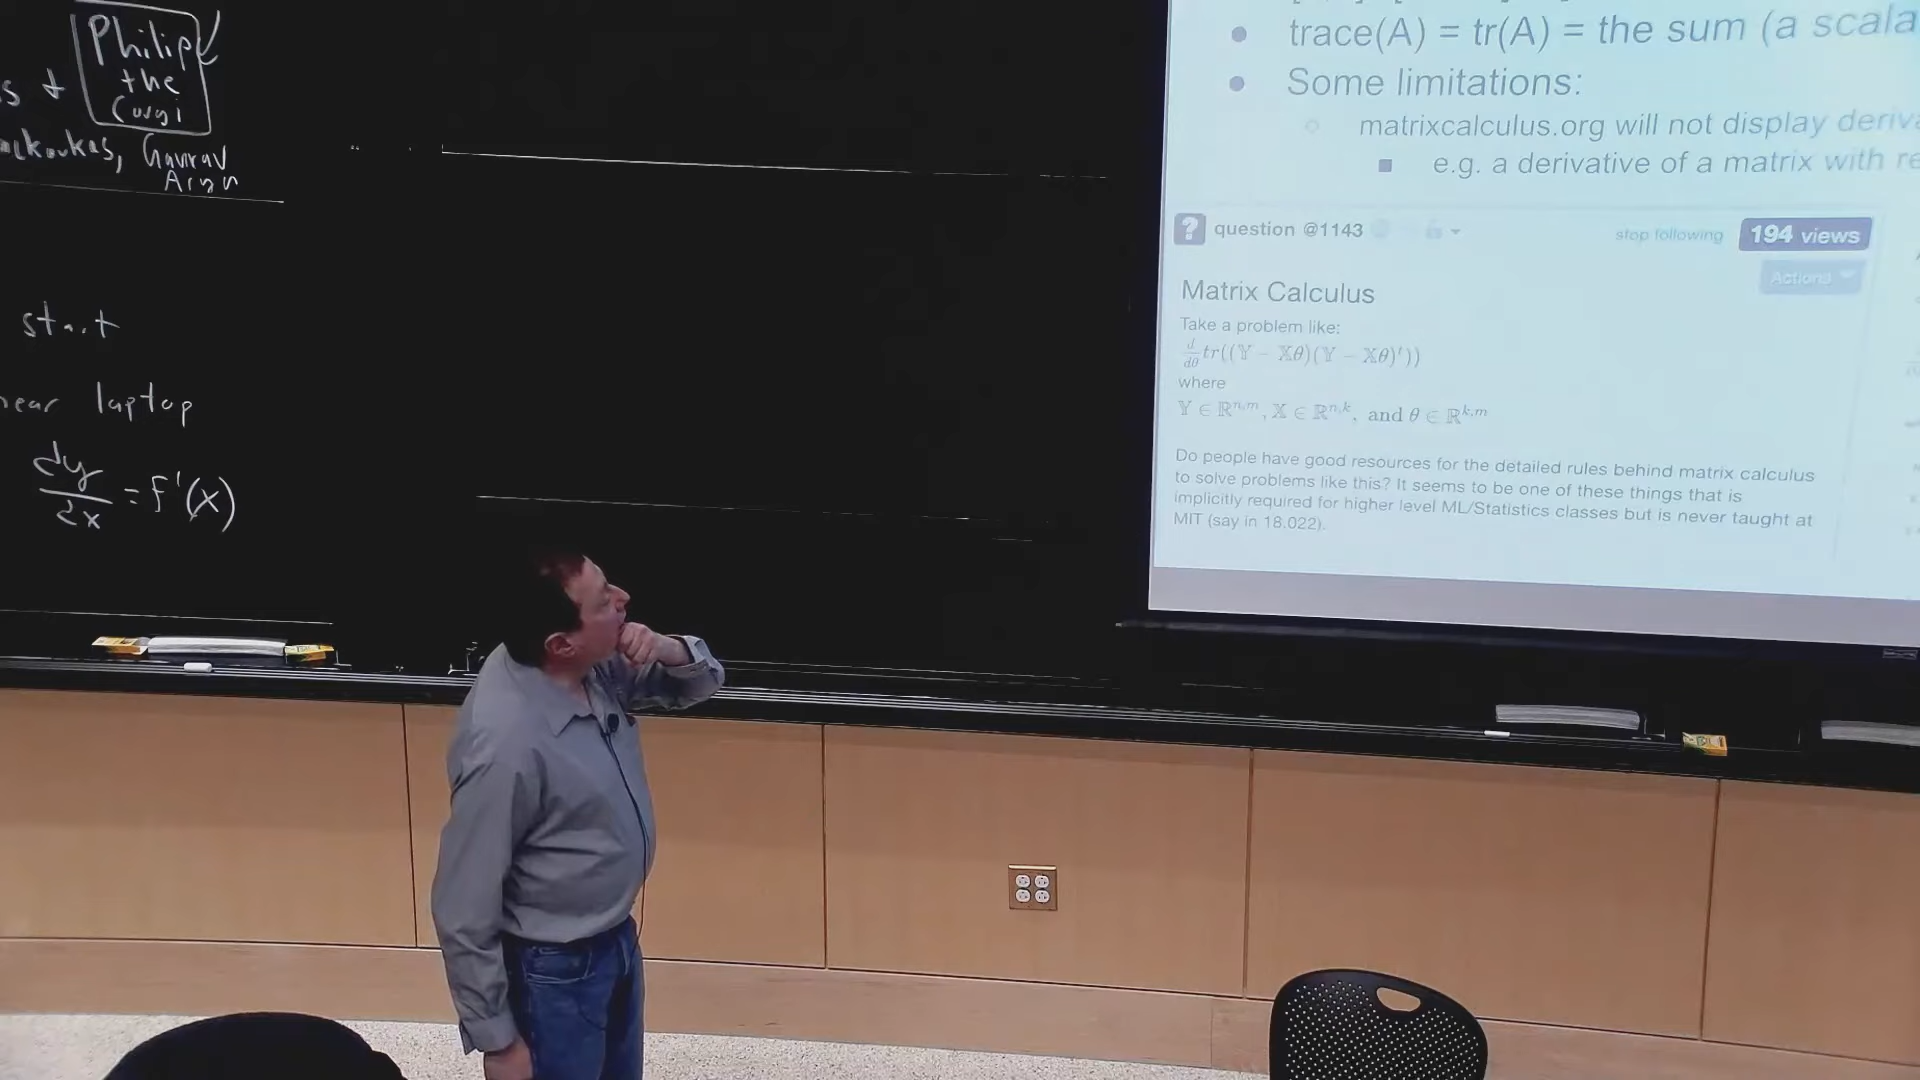 Philip
the
Corgi
s +
Gaurav
Arya
start
near laptop
dy/dx = f'(x)
trace(A) = tr(A) = the sum (a scala
Some limitations:
matrixcalculus.org will not display deriva
e.g. a derivative of a matrix with re
? question @1143 stop following 194 views
Actions
Matrix Calculus
Take a problem like:
d/dθ tr((𝕐 − 𝕏θ)(𝕐 − 𝕏θ)'))
where
𝕐 ∈ ℝ^{n,m}, 𝕏 ∈ ℝ^{n,k}, and θ ∈ ℝ^{k,m}
Do people have good resources for the detailed rules behind matrix calculus
to solve problems like this? It seems to be one of these things that is
implicitly required for higher level ML/Statistics classes but is never taught at
MIT (say in 18.022).